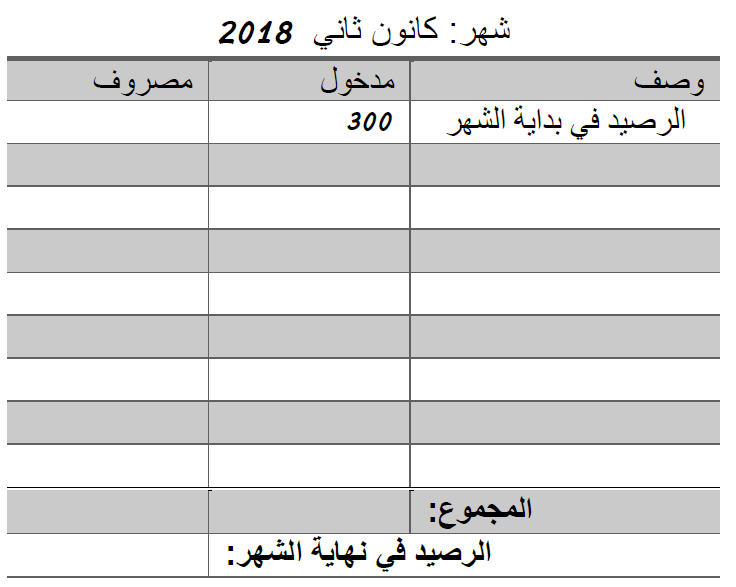 شهر: كانون ثاني 2018
وصف مدخول مصروف
الرصيد في بداية الشهر 300
المجموع:
الرصيد في نهاية الشهر: